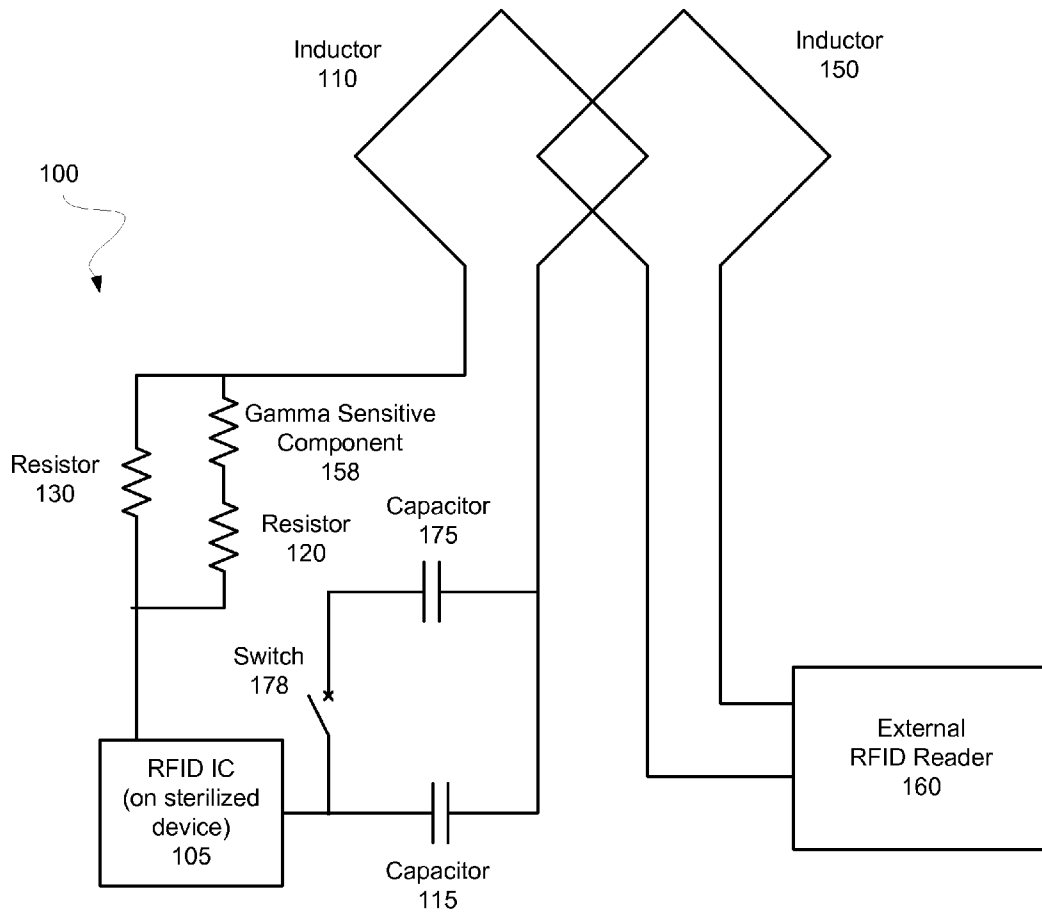 Inductor
110
Inductor
150
100
Gamma Sensitive
Component
158
Resistor
130
Resistor
120
Capacitor
175
Switch
178
External
RFID Reader
160
RFID IC
(on sterilized
device)
105
Capacitor
115